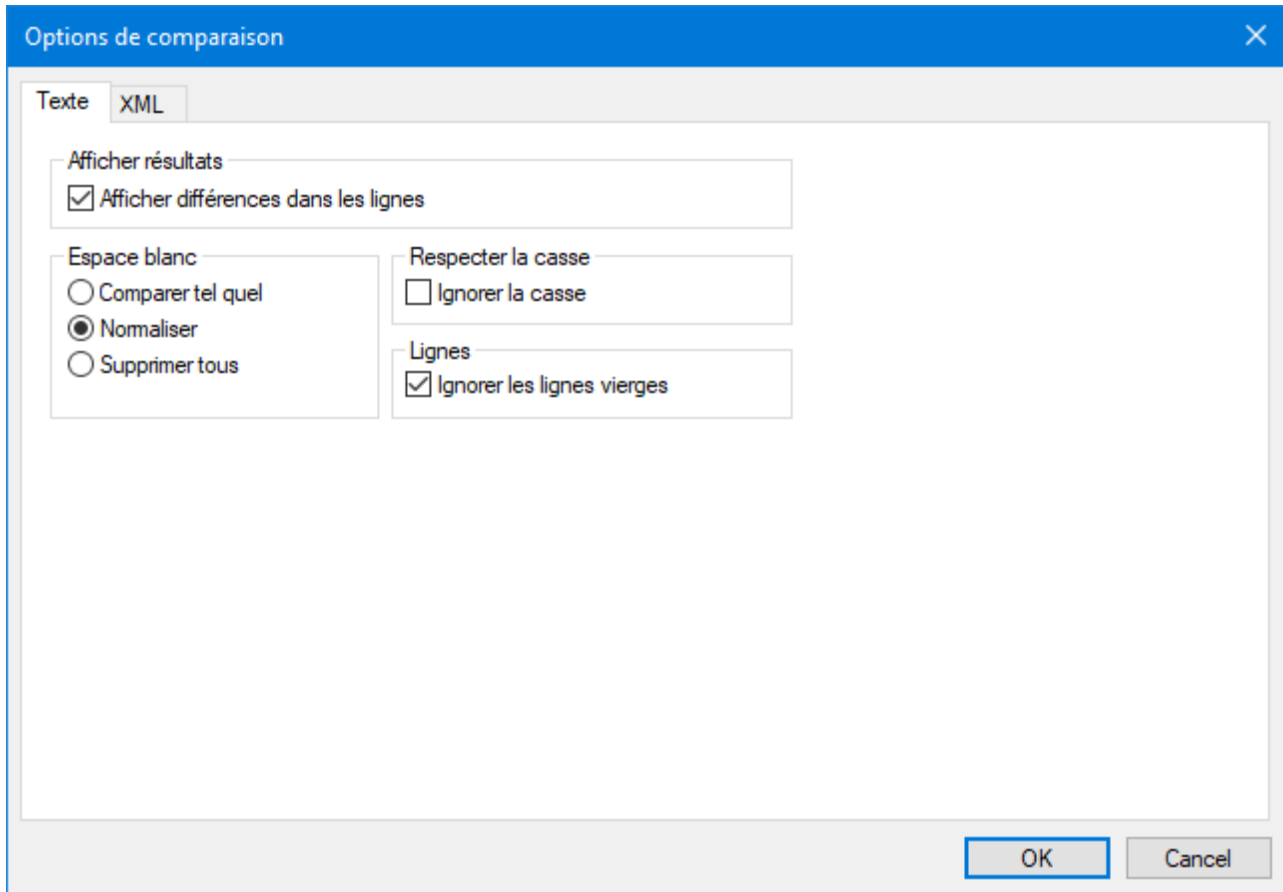 Options de comparaison
Texte
XML
Afficher résultats
Afficher différences dans les lignes
Espace blanc
Comparer tel quel
Normaliser
Supprimer tous
Respecter la casse
Ignorer la casse
Lignes
Ignorer les lignes vierges
OK
Cancel